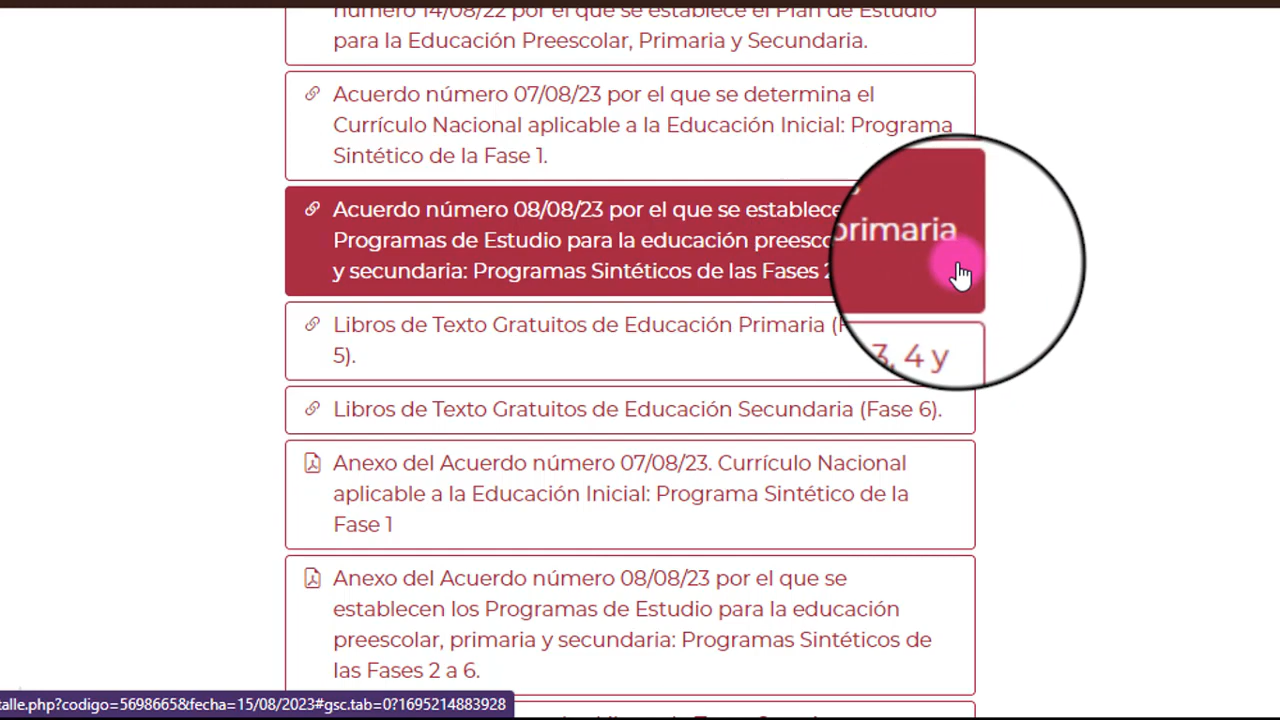 número 14/08/22 por el que se establece el Plan de Estudio
para la Educación Preescolar, Primaria y Secundaria.
Acuerdo número 07/08/23 por el que se determina el
Currículo Nacional aplicable a la Educación Inicial: Programa
Sintético de la Fase 1.
Acuerdo número 08/08/23 por el que se establece
Programas de Estudio para la educación preesco primaria
y secundaria: Programas Sintéticos de las Fases 2
Libros de Texto Gratuitos de Educación Primaria ( 3, 4 y
5).
Libros de Texto Gratuitos de Educación Secundaria (Fase 6).
Anexo del Acuerdo número 07/08/23. Currículo Nacional
aplicable a la Educación Inicial: Programa Sintético de la
Fase 1
Anexo del Acuerdo número 08/08/23 por el que se
establecen los Programas de Estudio para la educación
preescolar, primaria y secundaria: Programas Sintéticos de
las Fases 2 a 6.
talle.php?codigo=5698665&fecha=15/08/2023#gsc.tab=0?1695214883928